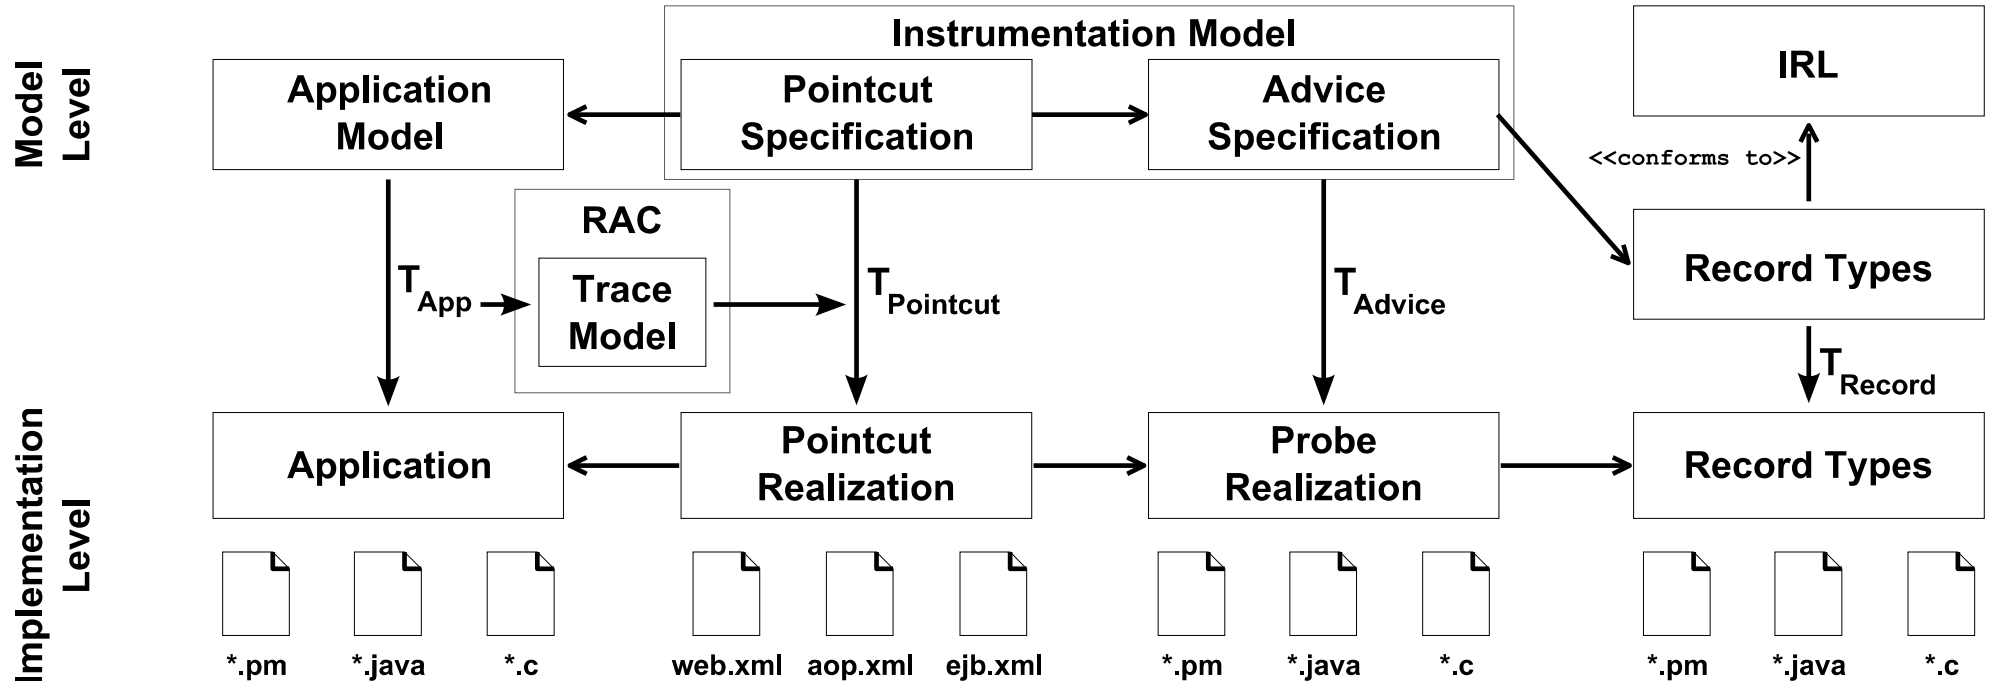 Model
Level
Instrumentation Model
Application
Model
Pointcut
Specification
Advice
Specification
IRL
<<conforms to>>
RAC
Trace
Model
T App
T Pointcut
T Advice
Record Types
T Record
Implementation
Level
Application
Pointcut
Realization
Probe
Realization
Record Types
*.pm *.java *.c web.xml aop.xml ejb.xml *.pm *.java *.c *.pm *.java *.c